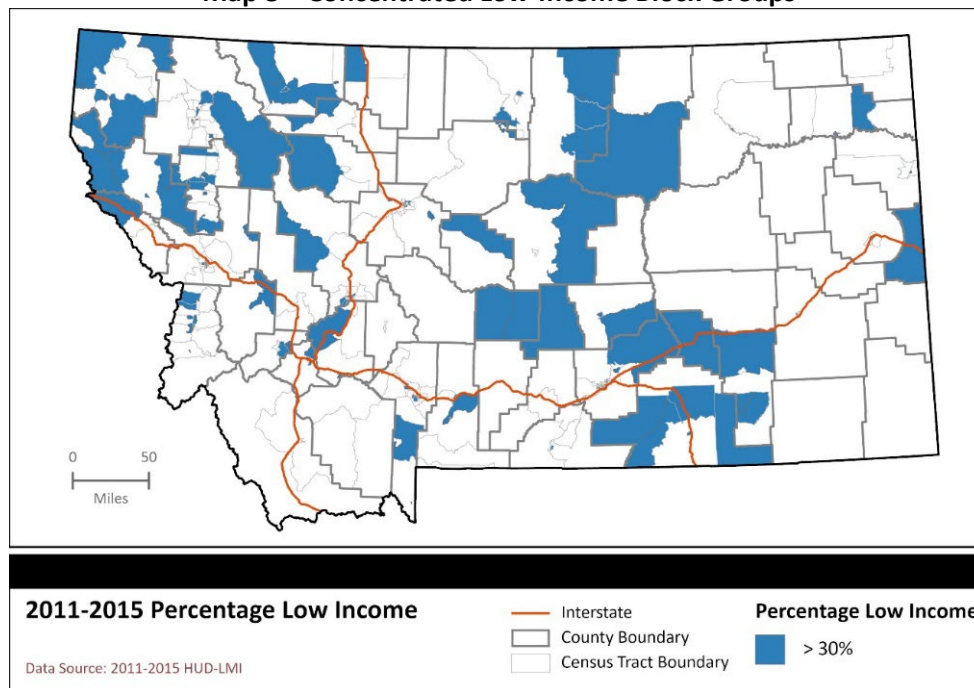 Map – Concentrated Low-Income Block Groups
0 50
Miles
2011-2015 Percentage Low Income
Data Source: 2011-2015 HUD-LMI
Interstate
County Boundary
Census Tract Boundary
Percentage Low Income
> 30%